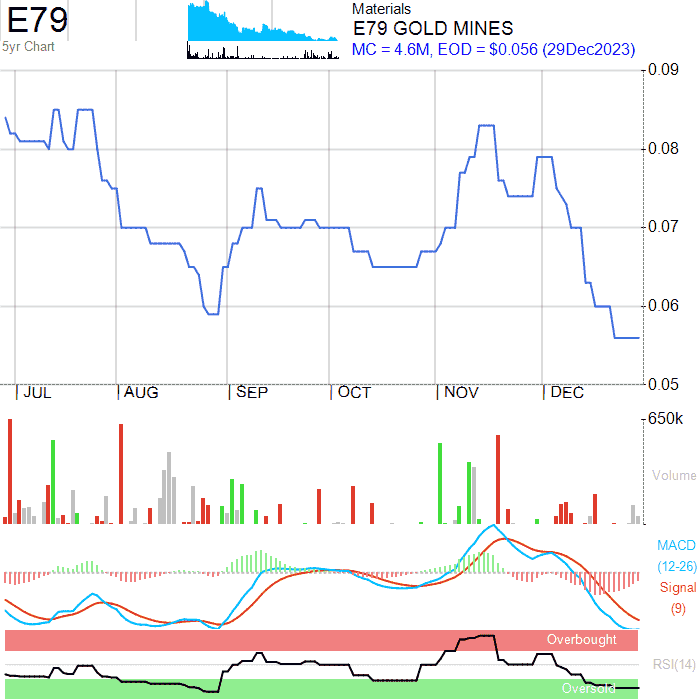 E79
5yr Chart
Materials
E79 GOLD MINES
MC = 4.6M, EOD = $0.056 (29Dec2023)
0.09
0.08
0.07
0.06
0.05
JUL AUG SEP OCT NOV DEC
650k
Volume
MACD
(12-26)
Signal
(9)
Overbought
RSI(14)
Oversold